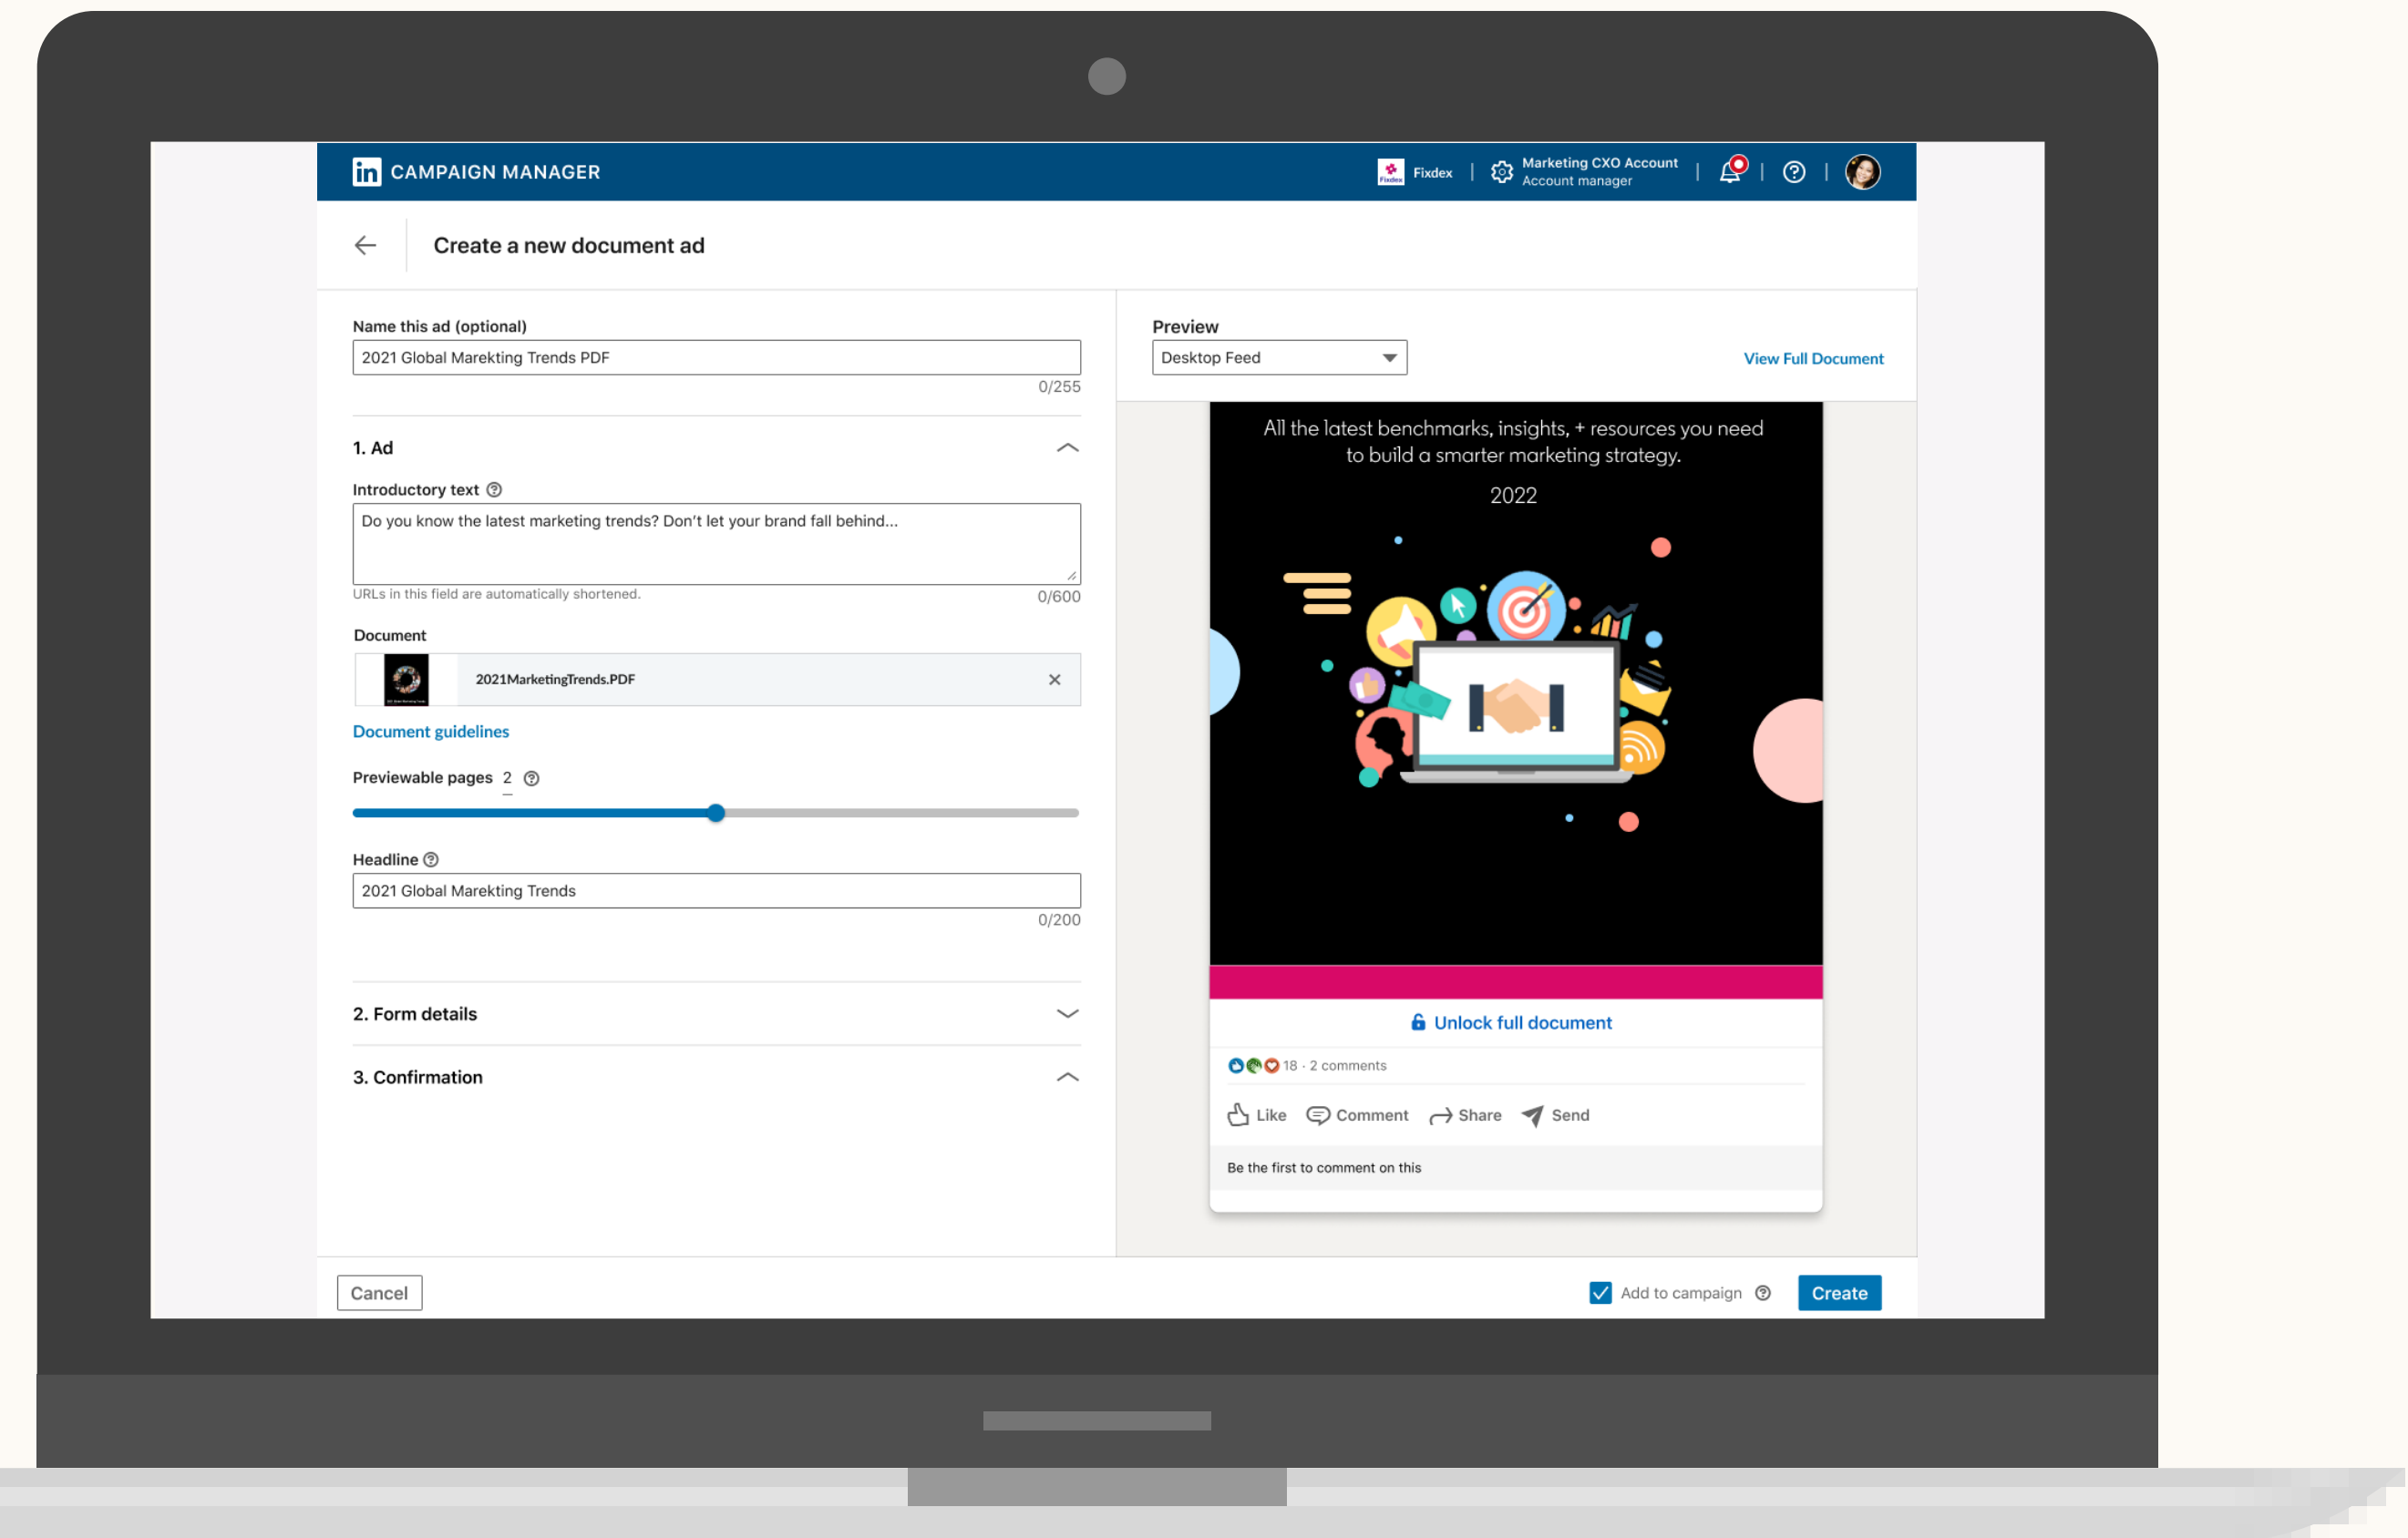 in CAMPAIGN MANAGER
Fixdex
Fixdex
Marketing CXO Account
Account manager
Create a new document ad
Name this ad (optional)
2021 Global Marekting Trends PDF
0/255
1. Ad
Introductory text
Do you know the latest marketing trends? Don't let your brand fall behind...
URLs in this field are automatically shortened.
0/600
Document
2021MarketingTrends.PDF
Document guidelines
Previewable pages 2
Headline
2021 Global Marekting Trends
0/200
2. Form details
3. Confirmation
Preview
Desktop Feed
View Full Document
All the latest benchmarks, insights, + resources you need
to build a smarter marketing strategy.
2022
Unlock full document
18 · 2 comments
Like Comment Share Send
Be the first to comment on this
Cancel
Add to campaign
Create